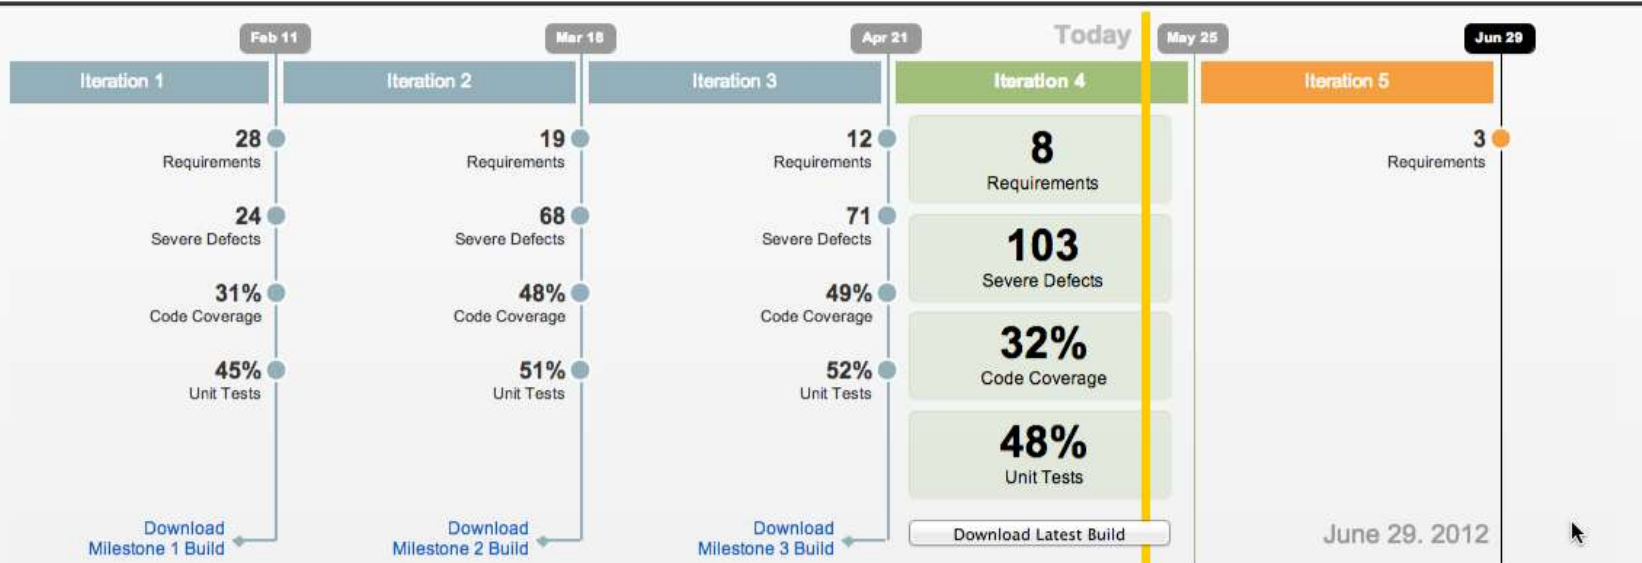 Feb 11
Mar 18
Apr 21
Today
May 25
Jun 29
Iteration 1
Iteration 2
Iteration 3
Iteration 4
Iteration 5
28
Requirements
24
Severe Defects
31%
Code Coverage
45%
Unit Tests
Download
Milestone 1 Build
19
Requirements
68
Severe Defects
48%
Code Coverage
51%
Unit Tests
Download
Milestone 2 Build
12
Requirements
71
Severe Defects
49%
Code Coverage
52%
Unit Tests
Download
Milestone 3 Build
8
Requirements
103
Severe Defects
32%
Code Coverage
48%
Unit Tests
Download Latest Build
3
Requirements
June 29. 2012